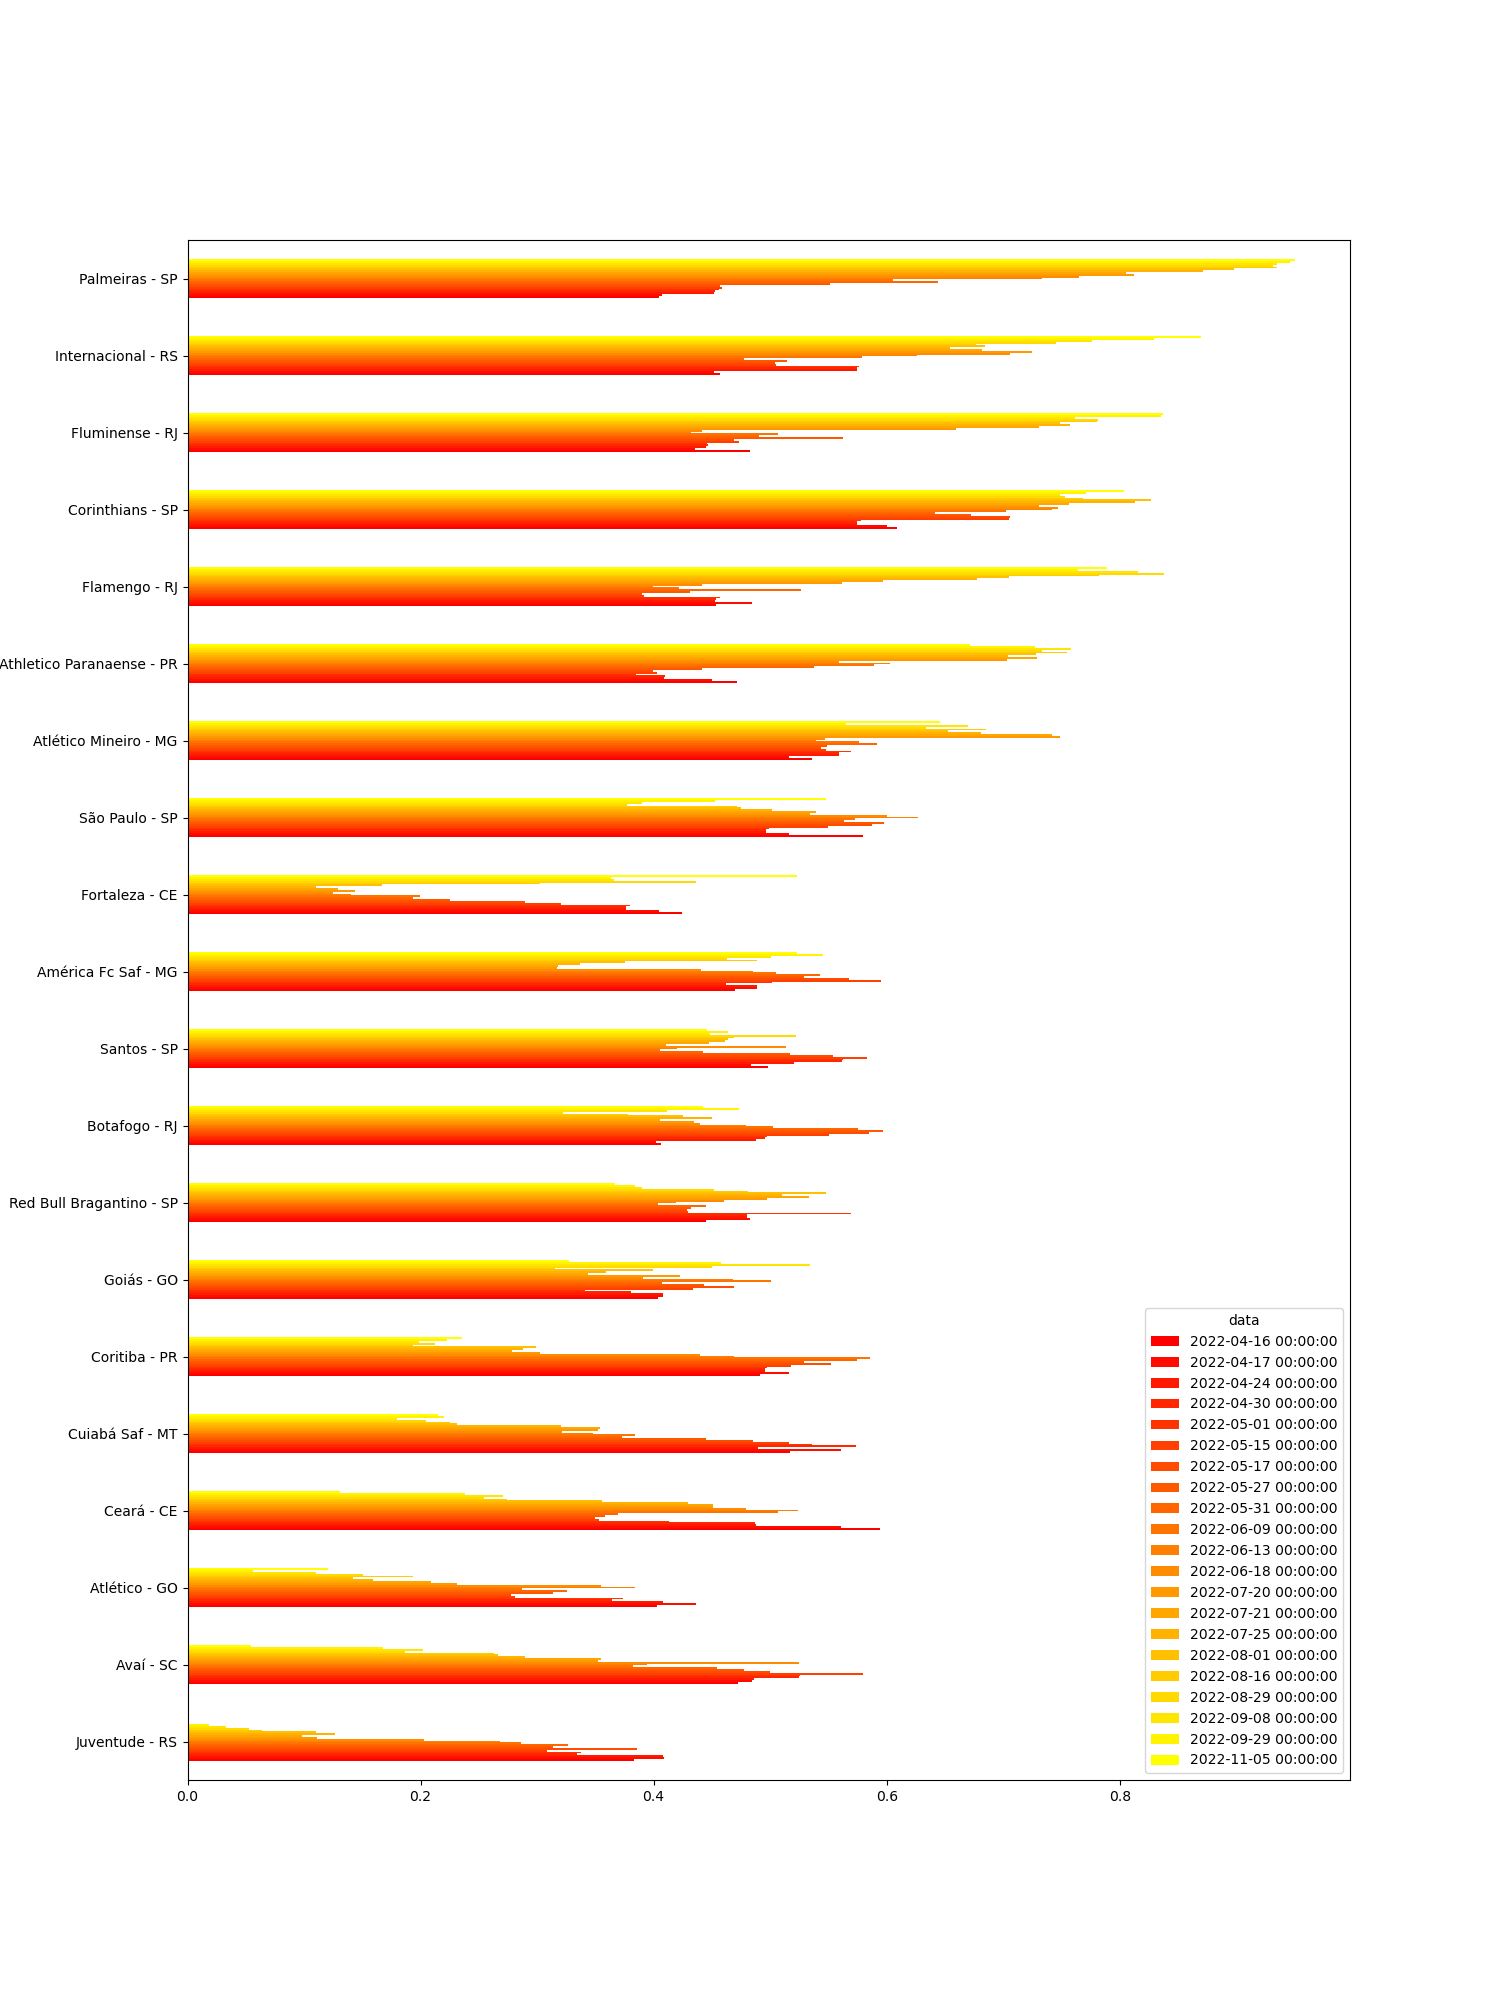 Palmeiras - SP
Internacional - RS
Fluminense - RJ
Corinthians - SP
Flamengo - RJ
Athletico Paranaense - PR
Atlético Mineiro - MG
São Paulo - SP
Fortaleza - CE
América Fc Saf - MG
Santos - SP
Botafogo - RJ
Red Bull Bragantino - SP
Goiás - GO
Coritiba - PR
Cuiabá Saf - MT
Ceará - CE
Atlético - GO
Avaí - SC
Juventude - RS
0.0 0.2 0.4 0.6 0.8
data
2022-04-16 00:00:00
2022-04-17 00:00:00
2022-04-24 00:00:00
2022-04-30 00:00:00
2022-05-01 00:00:00
2022-05-15 00:00:00
2022-05-17 00:00:00
2022-05-27 00:00:00
2022-05-31 00:00:00
2022-06-09 00:00:00
2022-06-13 00:00:00
2022-06-18 00:00:00
2022-07-20 00:00:00
2022-07-21 00:00:00
2022-07-25 00:00:00
2022-08-01 00:00:00
2022-08-16 00:00:00
2022-08-29 00:00:00
2022-09-08 00:00:00
2022-09-29 00:00:00
2022-11-05 00:00:00